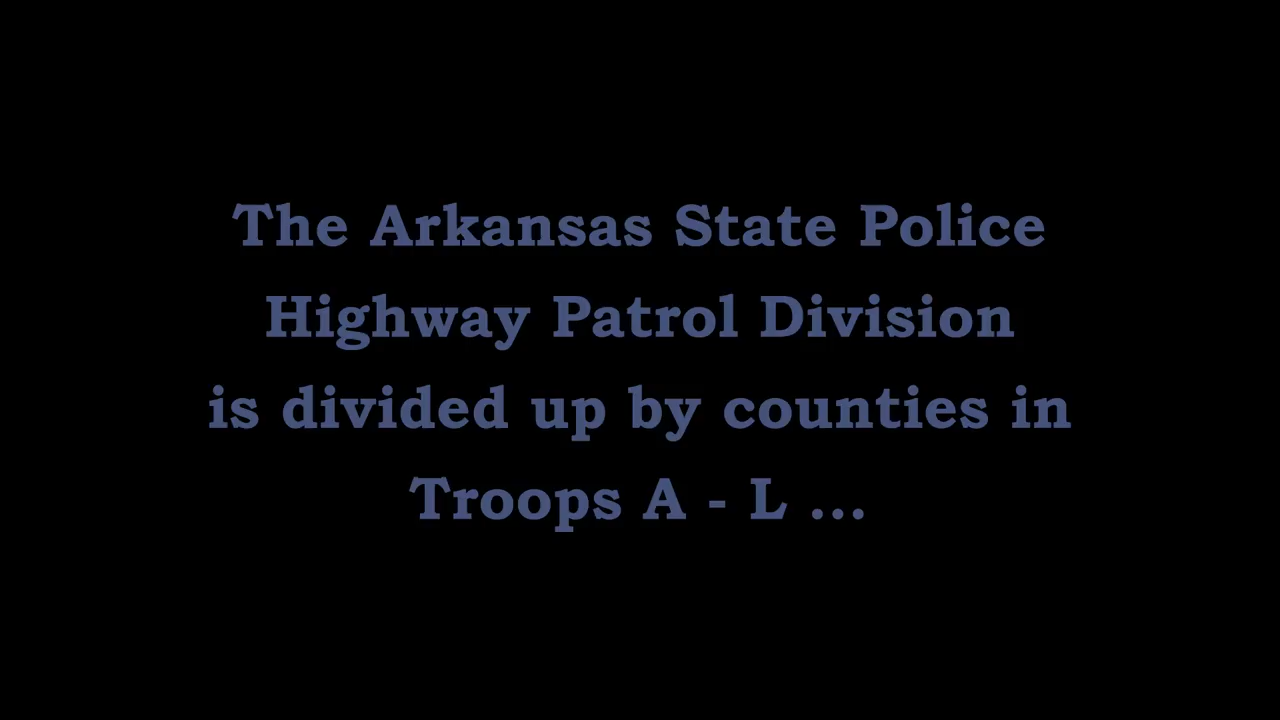 The Arkansas State Police
Highway Patrol Division
is divided up by counties in
Troops A - L ...